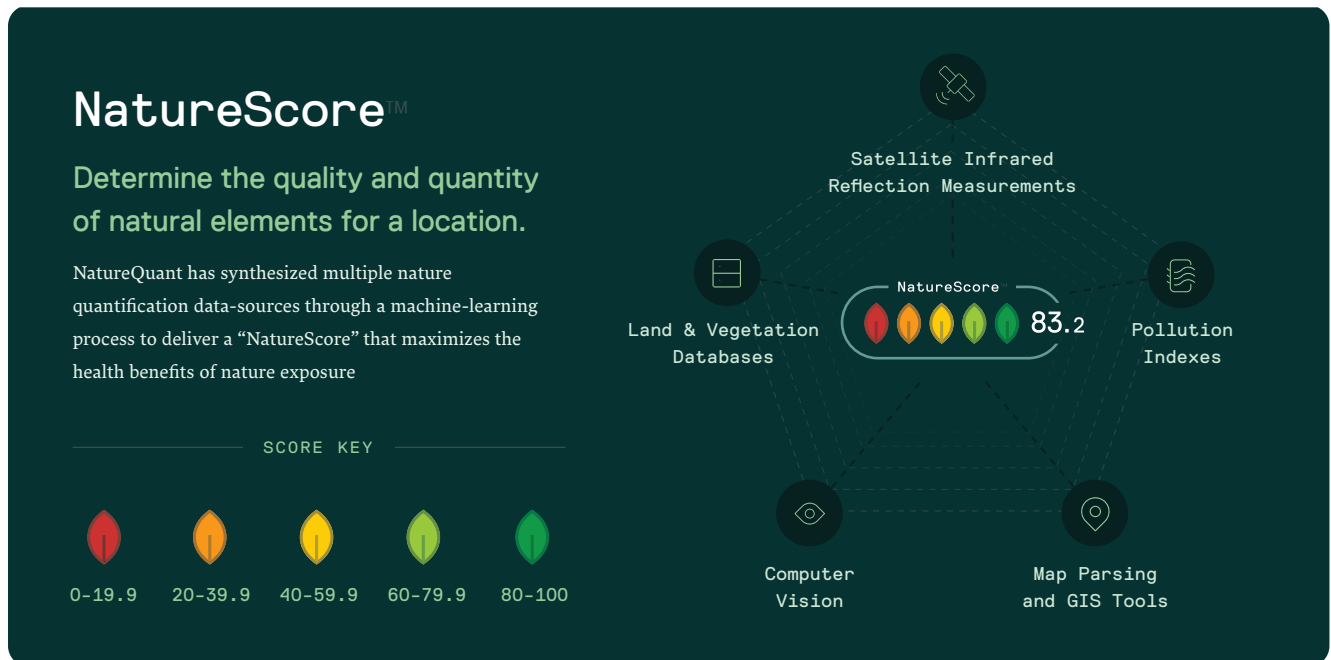 NatureScore™
Determine the quality and quantity
of natural elements for a location.
NatureQuant has synthesized multiple nature
quantification data-sources through a machine-learning
process to deliver a “NatureScore” that maximizes the
health benefits of nature exposure
SCORE KEY
0-19.9
20-39.9
40-59.9
60-79.9
80-100
Satellite Infrared
Reflection Measurements
Land & Vegetation
Databases
NatureScore™
83.2
Pollution
Indexes
Computer
Vision
Map Parsing
and GIS Tools